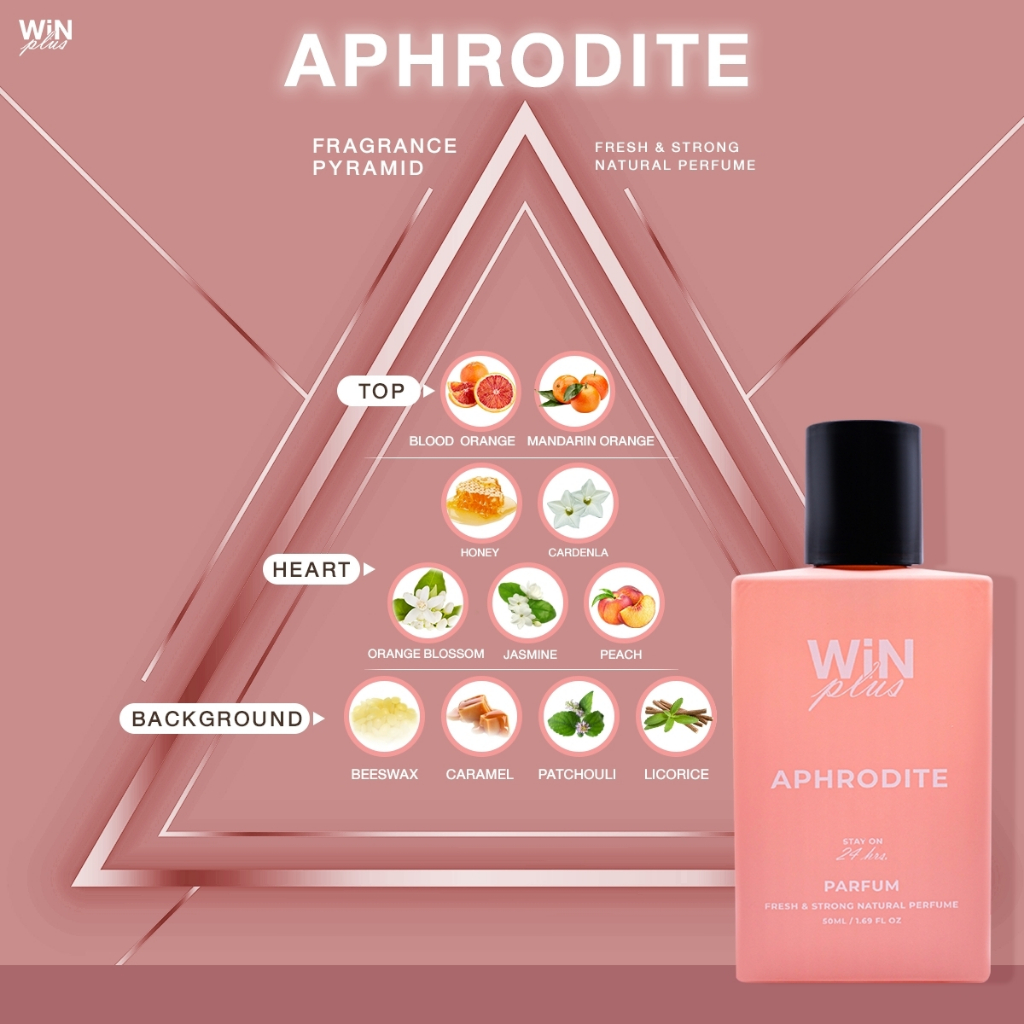 WiN
plus
APHRODITE
FRAGRANCE
PYRAMID
FRESH & STRONG
NATURAL PERFUME
TOP
BLOOD ORANGE
MANDARIN ORANGE
HONEY
CARDENLA
HEART
ORANGE BLOSSOM
JASMINE
PEACH
BACKGROUND
BEESWAX
CARAMEL
PATCHOULI
LICORICE
WiN
plus
APHRODITE
STAY ON
24 hrs.
PARFUM
FRESH & STRONG NATURAL PERFUME
50ML / 1.69 FL OZ